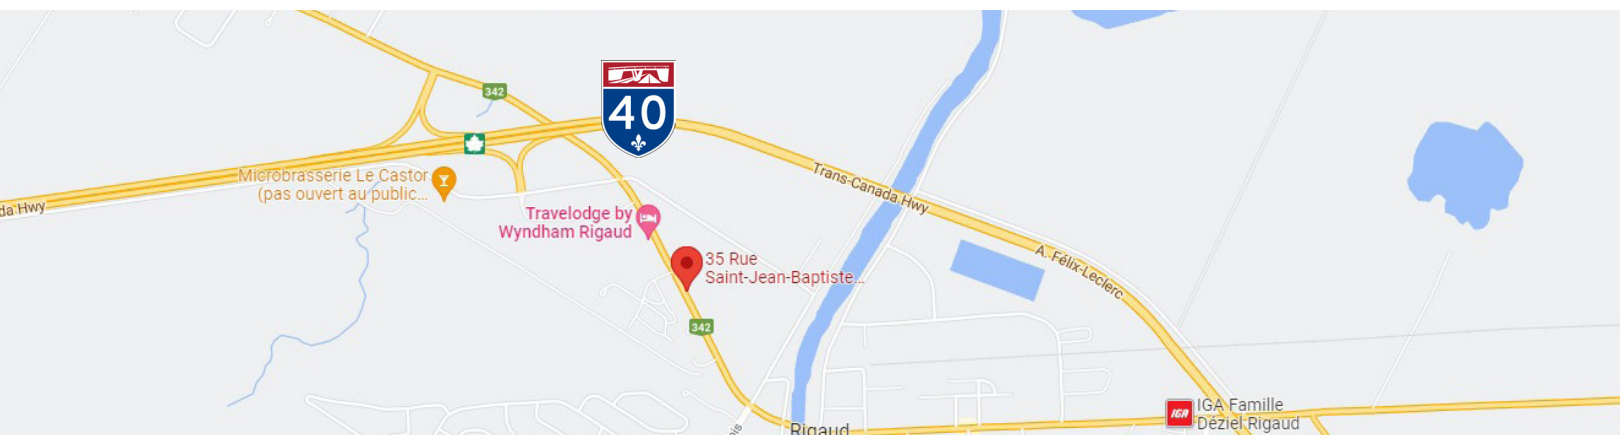 342
40
Trans-Canada Hwy
Microbrasserie Le Castor
(pas ouvert au public...
da Hwy
Travelodge by
Wyndham Rigaud
35 Rue
Saint-Jean-Baptiste...
A. Félix-Leclerc
342
IGA
IGA Famille
Déziel Rigaud
Rigaud